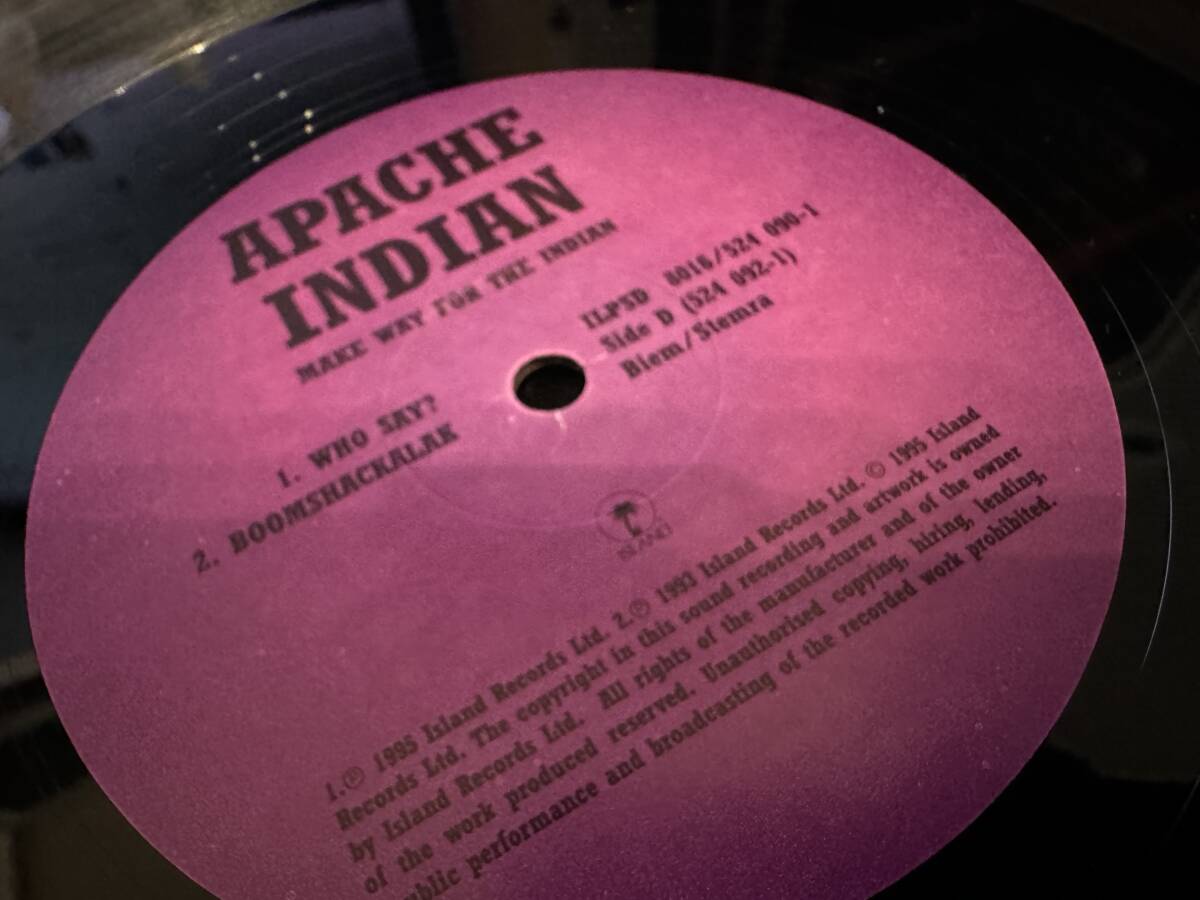 APACHE
INDIAN
MAKE WAY FOR THE INDIAN
ILPSD 8016/524 090-1
Side D (524 092-1)
Biem/Stemra
1. WHO SAY?
2. BOOMSHACKALAK
ISLAND
1.Ⓟ 1995 Island Records Ltd. 2.Ⓟ 1993 Island Records Ltd. © 1995 Island
Records Ltd. The copyright in this sound recording and artwork is owned
by Island Records Ltd. All rights of the manufacturer and of the owner
of the work produced reserved. Unauthorised copying, hiring, lending,
public performance and broadcasting of the recorded work prohibited.